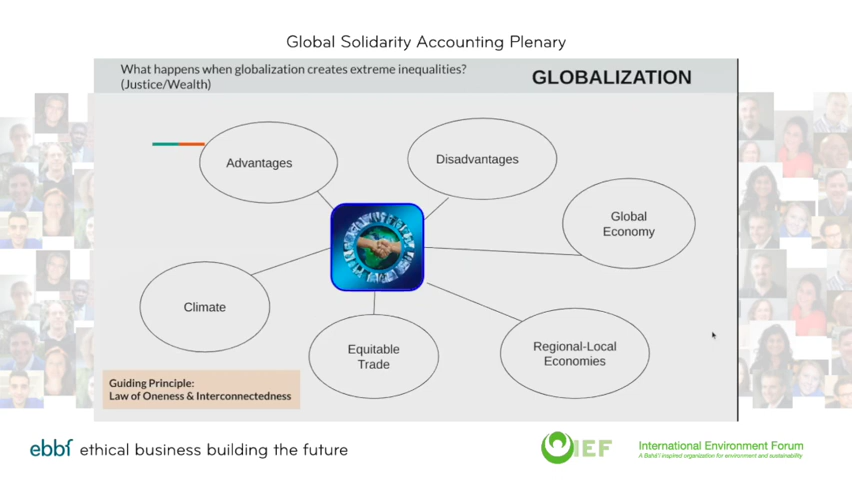 Global Solidarity Accounting Plenary
What happens when globalization creates extreme inequalities?
(Justice/Wealth)
GLOBALIZATION
Advantages
Disadvantages
Global
Economy
Climate
Equitable
Trade
Regional-Local
Economies
Guiding Principle:
Law of Oneness & Interconnectedness
ebbf ethical business building the future
IEF
International Environment Forum
A Bahá'í inspired organization for environment and sustainability